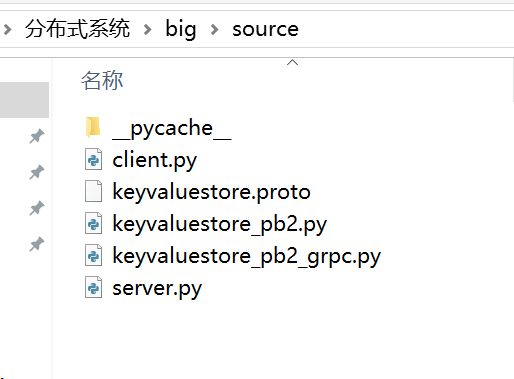 分布式系统 > big > source
名称
__pycache__
client.py
keyvaluestore.proto
keyvaluestore_pb2.py
keyvaluestore_pb2_grpc.py
server.py